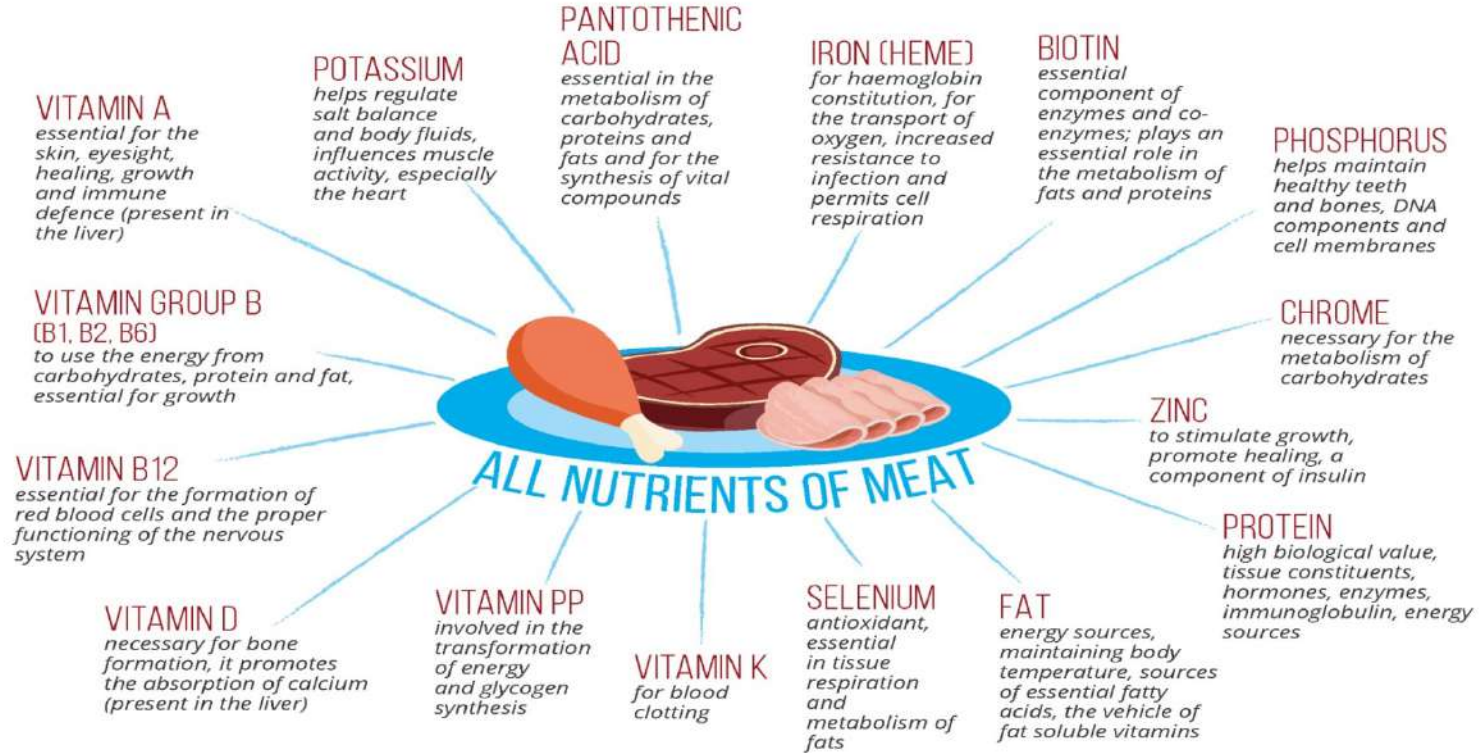 VITAMIN A
essential for the
skin, eyesight,
healing, growth
and immune
defence (present in
the liver)
POTASSIUM
helps regulate
salt balance
and body fluids,
influences muscle
activity, especially
the heart
PANTOTHENIC
ACID
essential in the
metabolism of
carbohydrates,
proteins and
fats and for the
synthesis of vital
compounds
IRON (HEME)
for haemoglobin
constitution, for
the transport of
oxygen, increased
resistance to
infection and
permits cell
respiration
BIOTIN
essential
component of
enzymes and co-
enzymes; plays an
essential role in
the metabolism of
fats and proteins
PHOSPHORUS
helps maintain
healthy teeth
and bones, DNA
components and
cell membranes
VITAMIN GROUP B
(B1, B2, B6)
to use the energy from
carbohydrates, protein and fat,
essential for growth
CHROME
necessary for the
metabolism of
carbohydrates
ZINC
to stimulate growth,
promote healing, a
component of insulin
VITAMIN B12
essential for the formation of
red blood cells and the proper
functioning of the nervous
system
ALL NUTRIENTS OF MEAT
PROTEIN
high biological value,
tissue constituents,
hormones, enzymes,
immunoglobulin, energy
sources
VITAMIN D
necessary for bone
formation, it promotes
the absorption of calcium
(present in the liver)
VITAMIN PP
involved in the
transformation
of energy
and glycogen
synthesis
VITAMIN K
for blood
clotting
SELENIUM
antioxidant,
essential
in tissue
respiration
and
metabolism of
fats
FAT
energy sources,
maintaining body
temperature, sources
of essential fatty
acids, the vehicle of
fat soluble vitamins